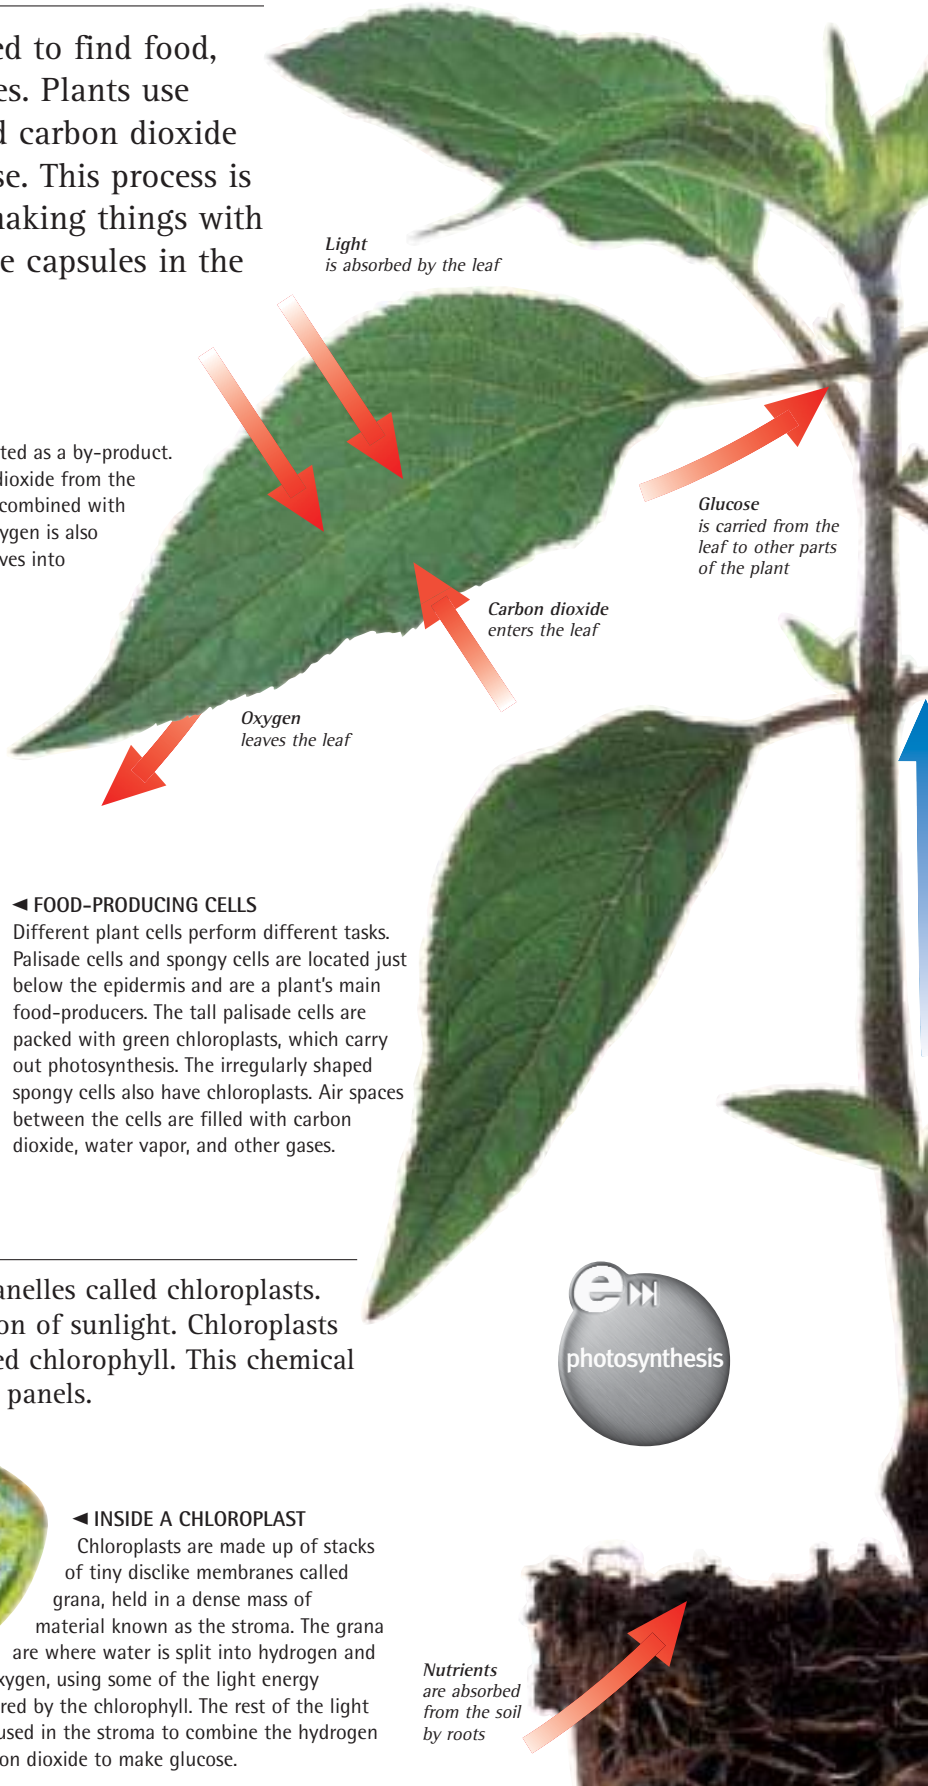 ed to find food,
es. Plants use
d carbon dioxide
se. This process is
making things with
e capsules in the
Light
is absorbed by the leaf
ted as a by-product.
dioxide from the
combined with
ygen is also
ves into
Glucose
is carried from the
leaf to other parts
of the plant
Carbon dioxide
enters the leaf
Oxygen
leaves the leaf
◄ FOOD-PRODUCING CELLS
Different plant cells perform different tasks.
Palisade cells and spongy cells are located just
below the epidermis and are a plant's main
food-producers. The tall palisade cells are
packed with green chloroplasts, which carry
out photosynthesis. The irregularly shaped
spongy cells also have chloroplasts. Air spaces
between the cells are filled with carbon
dioxide, water vapor, and other gases.
anelles called chloroplasts.
on of sunlight. Chloroplasts
ed chlorophyll. This chemical
panels.
e
photosynthesis
◄ INSIDE A CHLOROPLAST
Chloroplasts are made up of stacks
of tiny disclike membranes called
grana, held in a dense mass of
material known as the stroma. The grana
are where water is split into hydrogen and
xygen, using some of the light energy
red by the chlorophyll. The rest of the light
used in the stroma to combine the hydrogen
on dioxide to make glucose.
Nutrients
are absorbed
from the soil
by roots